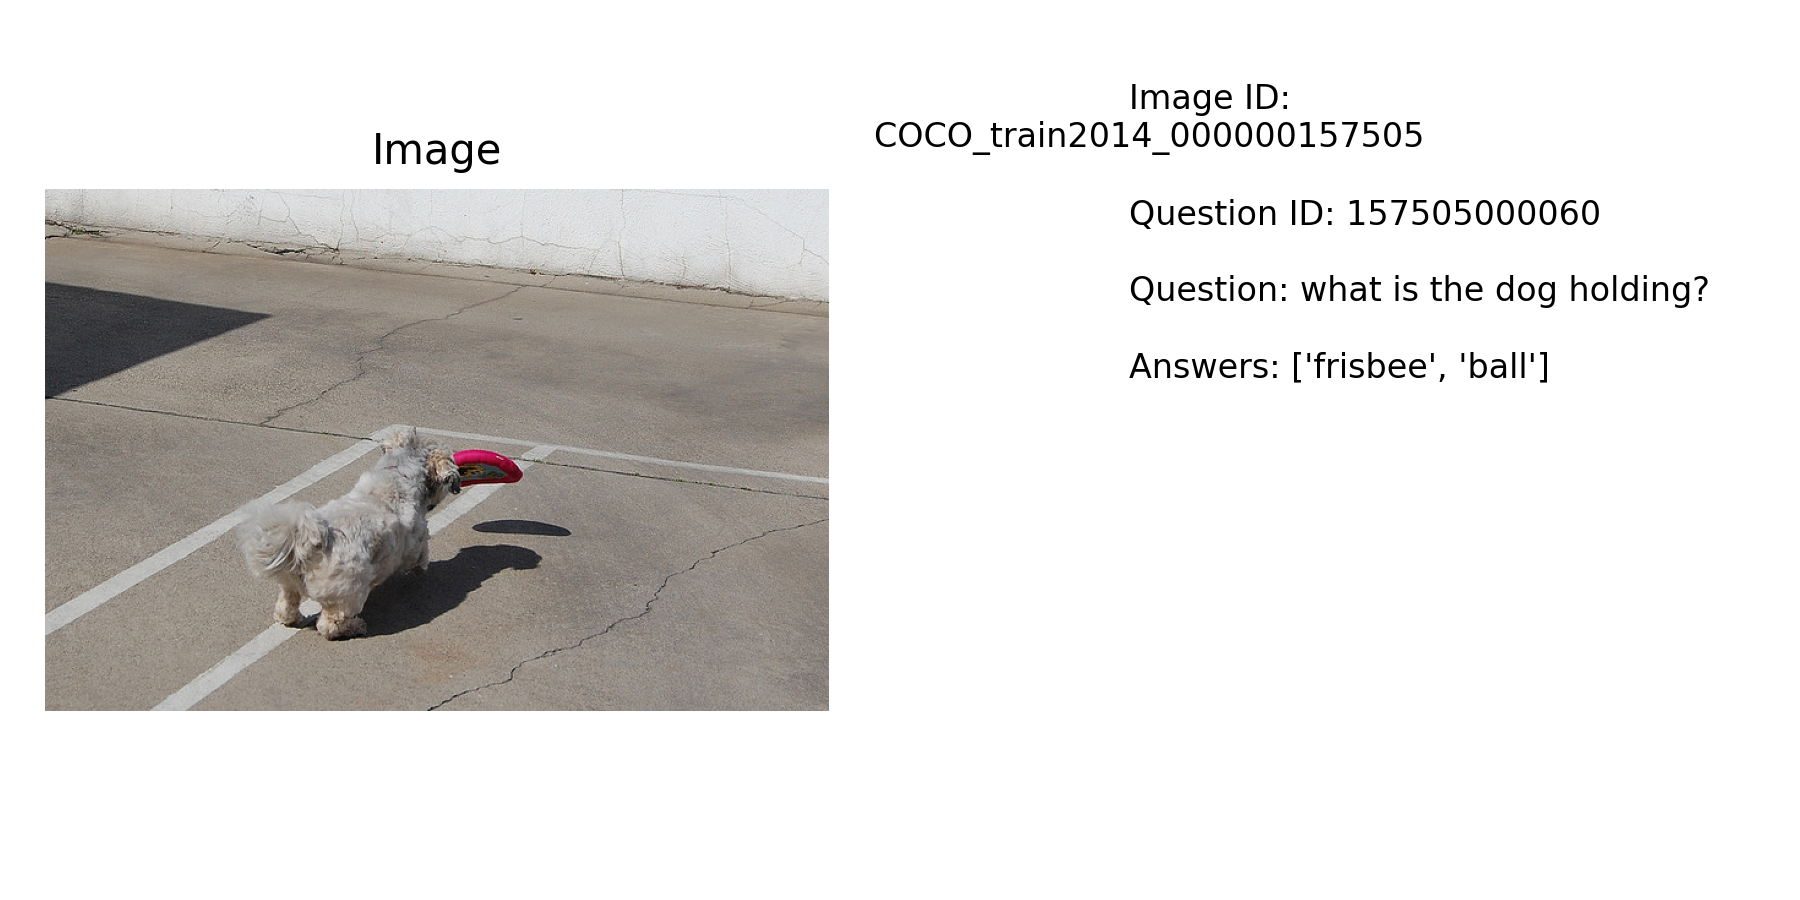 Image
Image ID:
COCO_train2014_000000157505
Question ID: 157505000060
Question: what is the dog holding?
Answers: ['frisbee', 'ball']